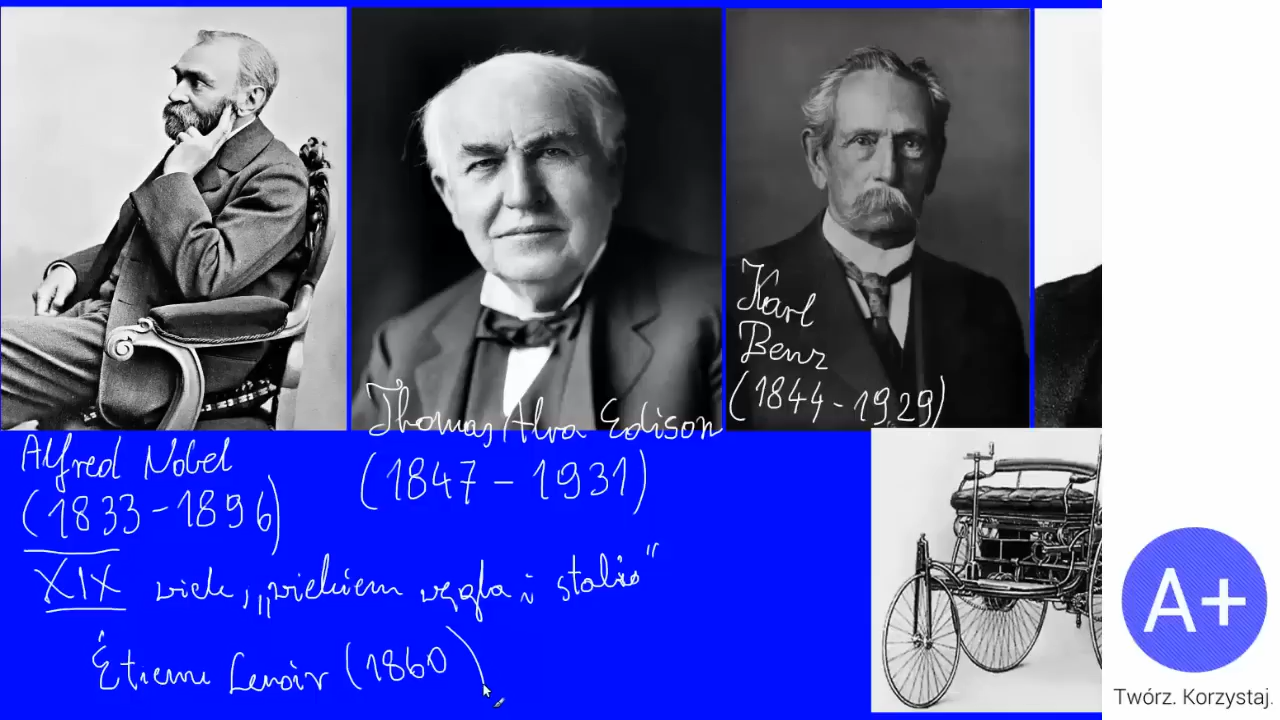 Karl
Benz
(1844-1929)
Thomas Alva Edison
(1847-1931)
Alfred Nobel
(1833-1896)
XIX wiek, „wiekiem węgla i stali"
Étienne Lenoir (1860)
A+
Twórz. Korzystaj.